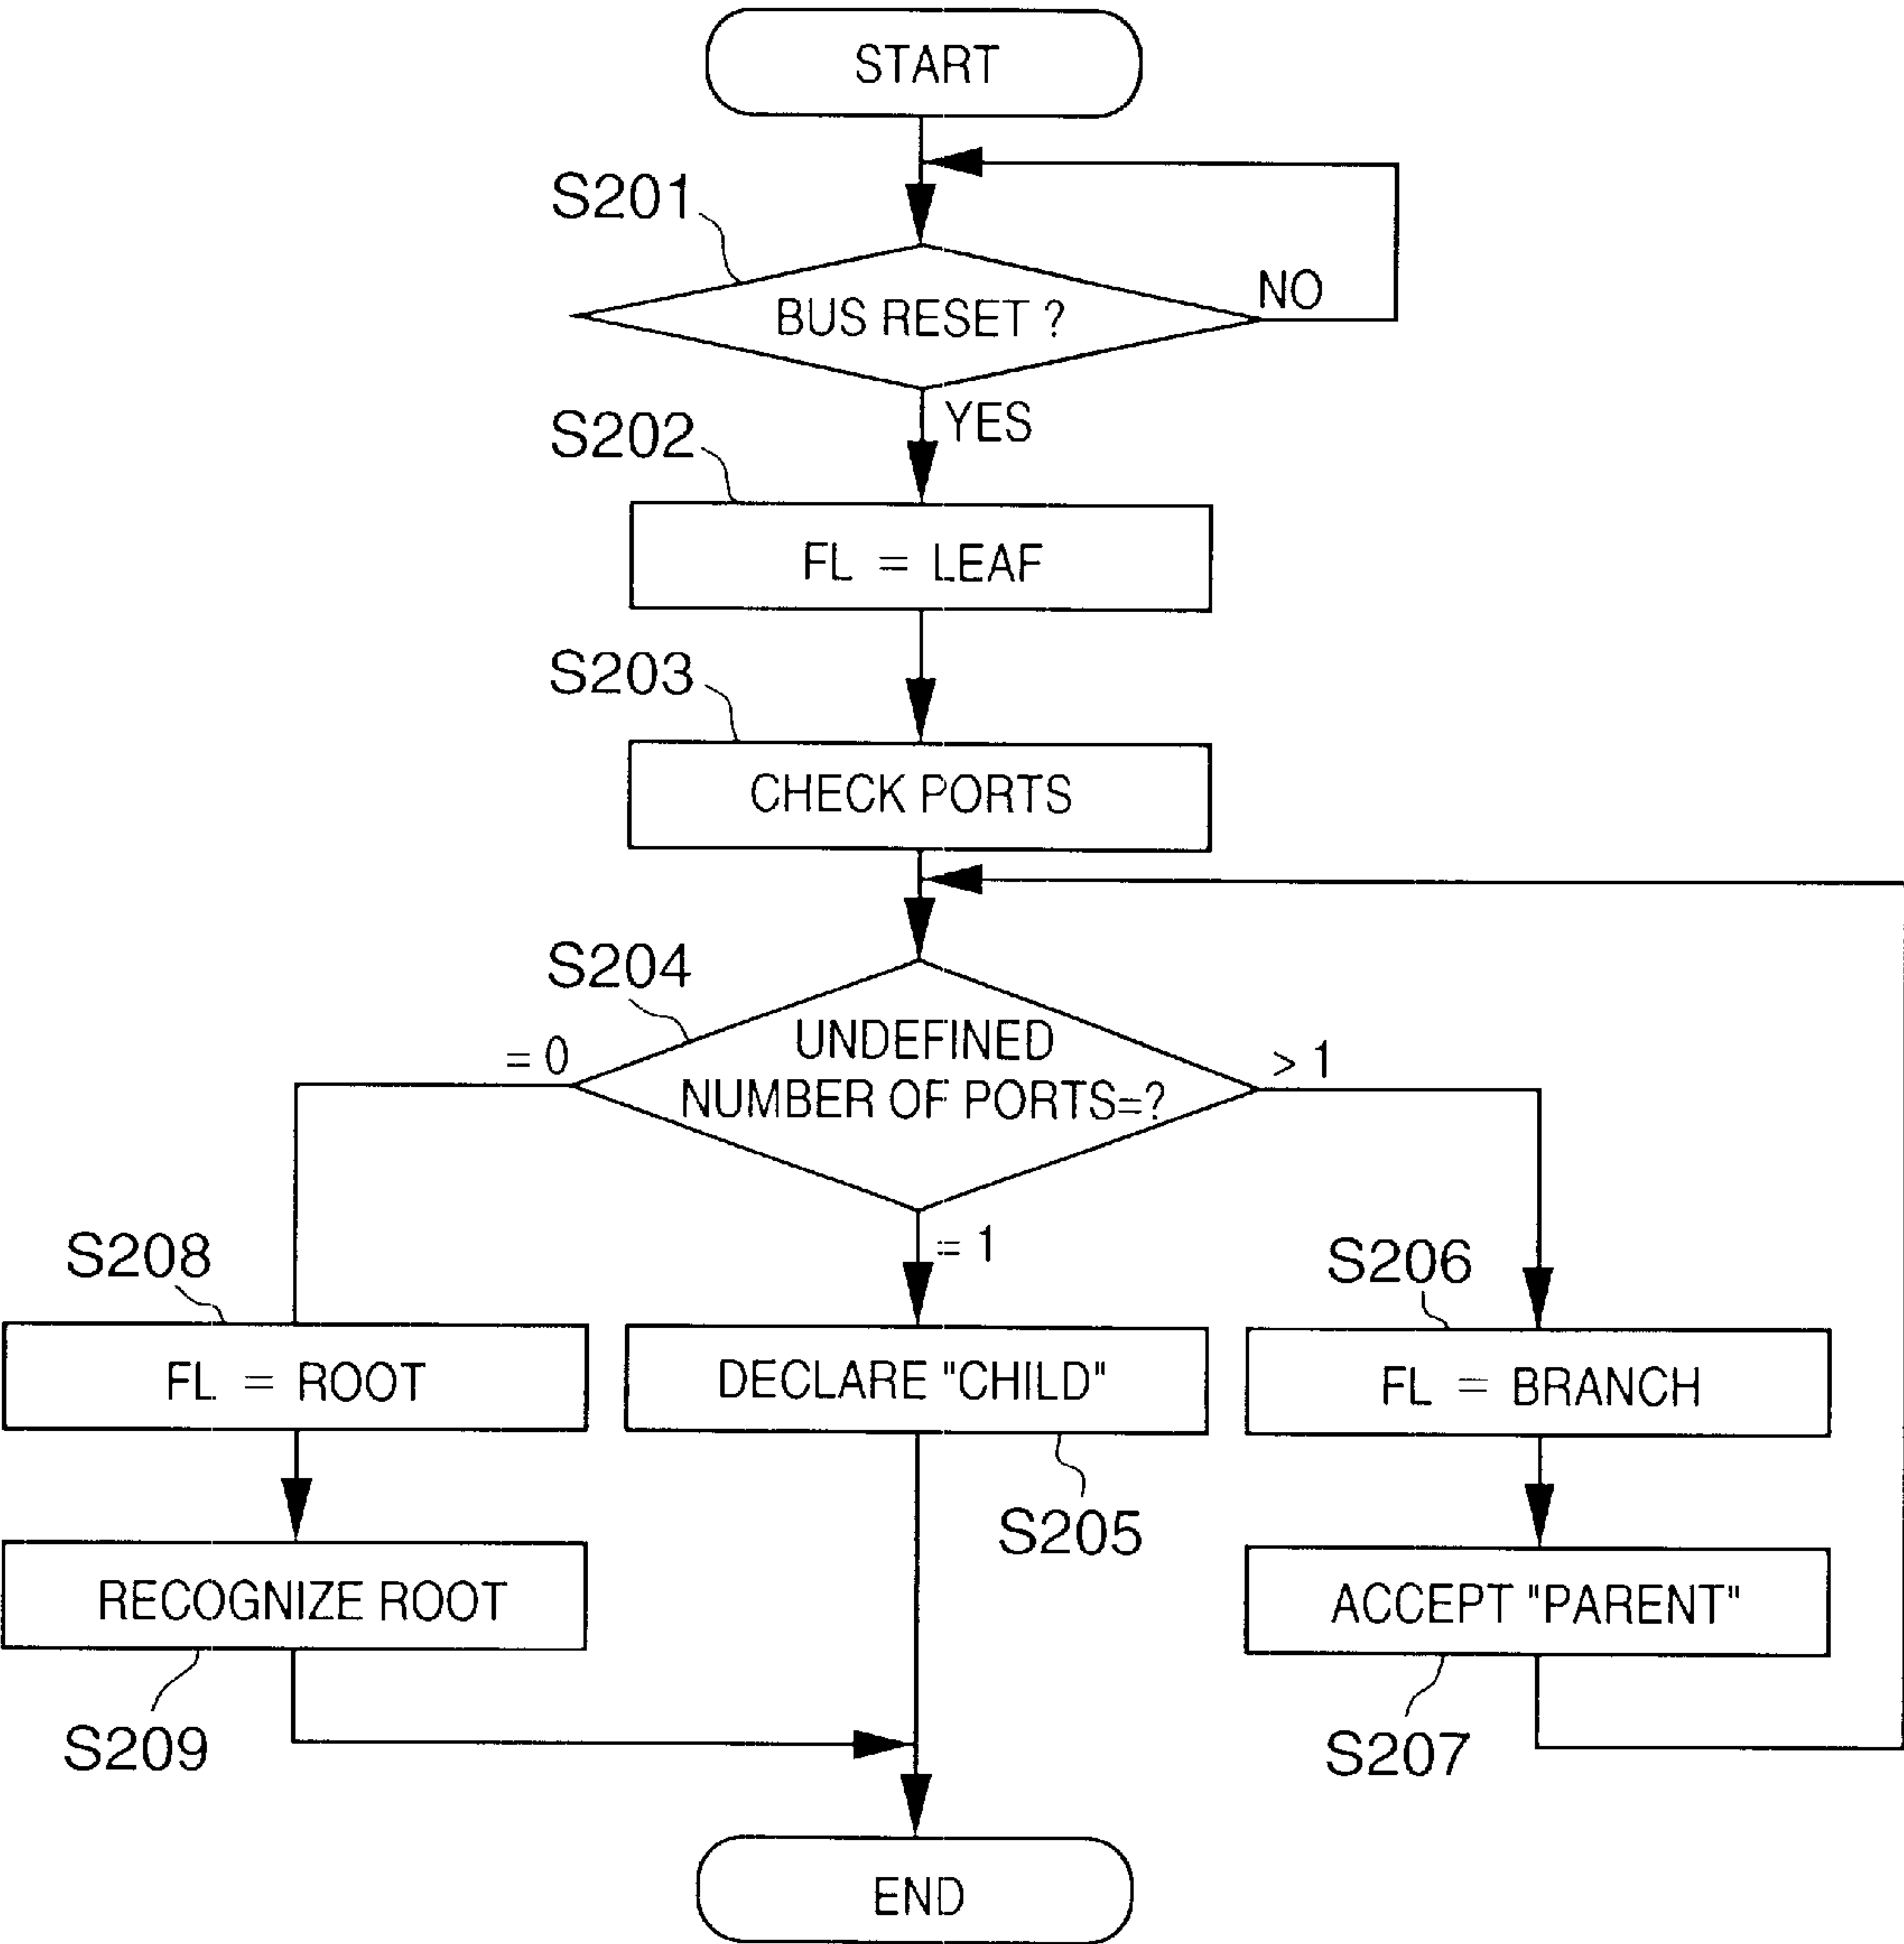 START
S201
NO
BUS RESET ?
YES
S202
FL = LEAF
S203
CHECK PORTS
S204
= 0
UNDEFINED
NUMBER OF PORTS=?
> 1
= 1
S208
S206
FL = ROOT
DECLARE "CHILD"
FL = BRANCH
S205
RECOGNIZE ROOT
ACCEPT "PARENT"
S209
S207
END